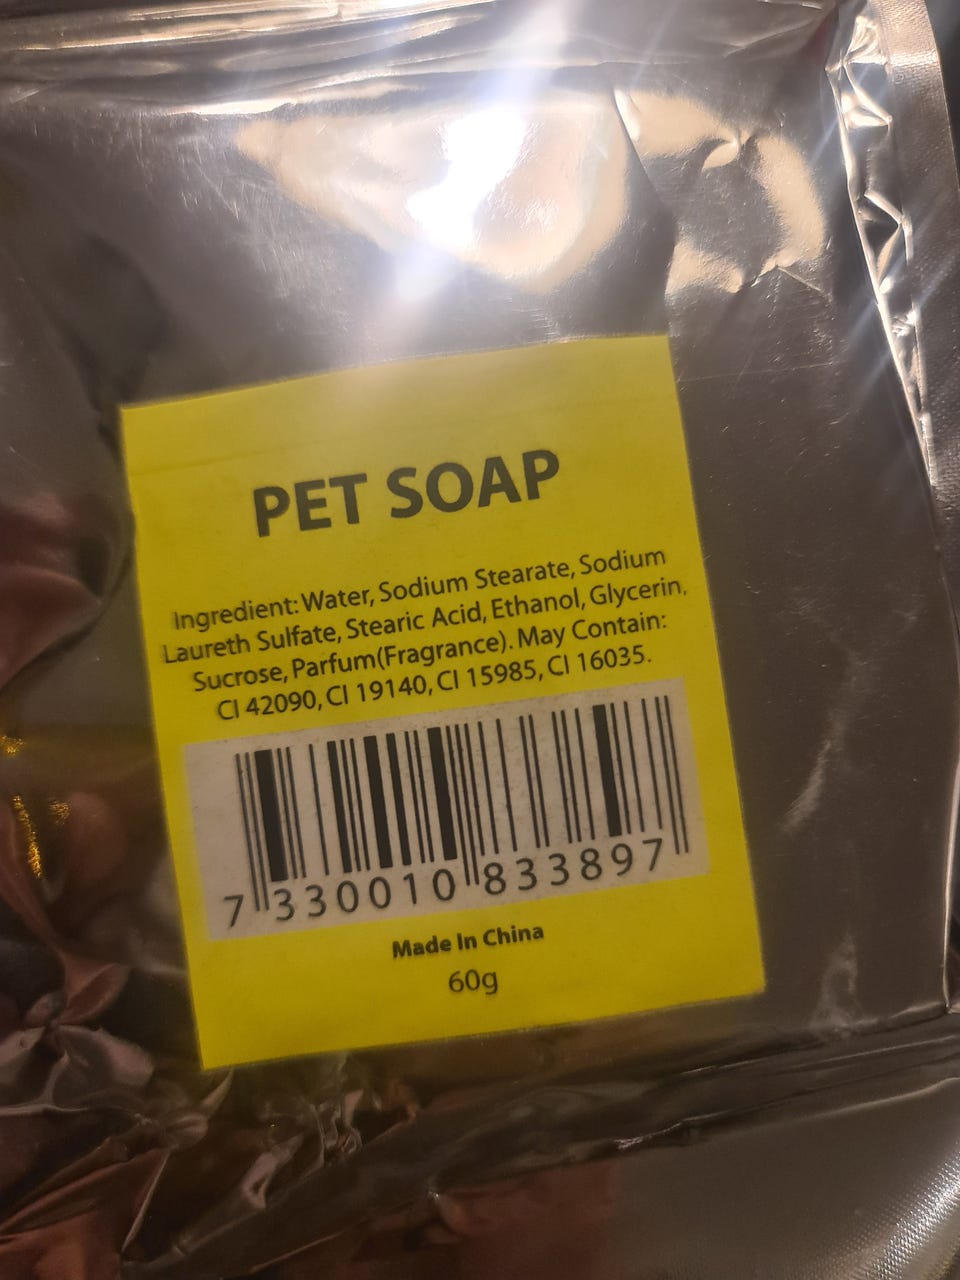 PET SOAP
Ingredient: Water, Sodium Stearate, Sodium
Laureth Sulfate, Stearic Acid, Ethanol, Glycerin,
Sucrose, Parfum(Fragrance). May Contain:
CI 42090, CI 19140, CI 15985, CI 16035.
7 330010 833897
Made In China
60g